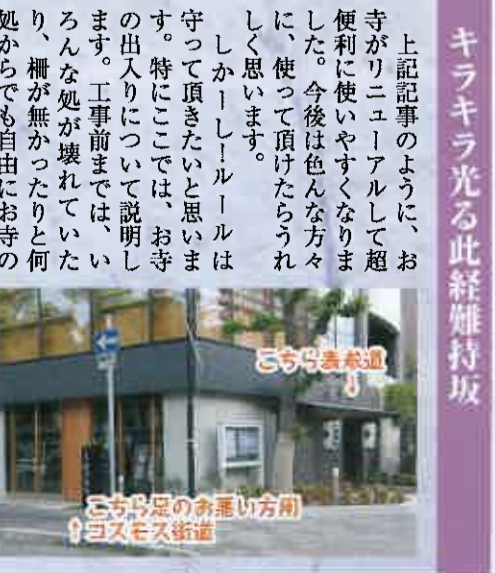 キラキラ光る此経難持坂
上記記事のように、お
寺がリニューアルして超
便利に使いやすくなりま
した。今後は色んな方々
に、使って頂けたらうれ
しく思います。
しかーしールールは
守って頂きたいと思いま
す。特にここでは、お寺
の出入りについて説明し
ます。工事前までは、い
ろんな処が壊れていた
り、柵が無かったりと何
処からでも自由にお寺の
こちら表参道
↓
こちら足のお悪い方用
↑コスモス街道